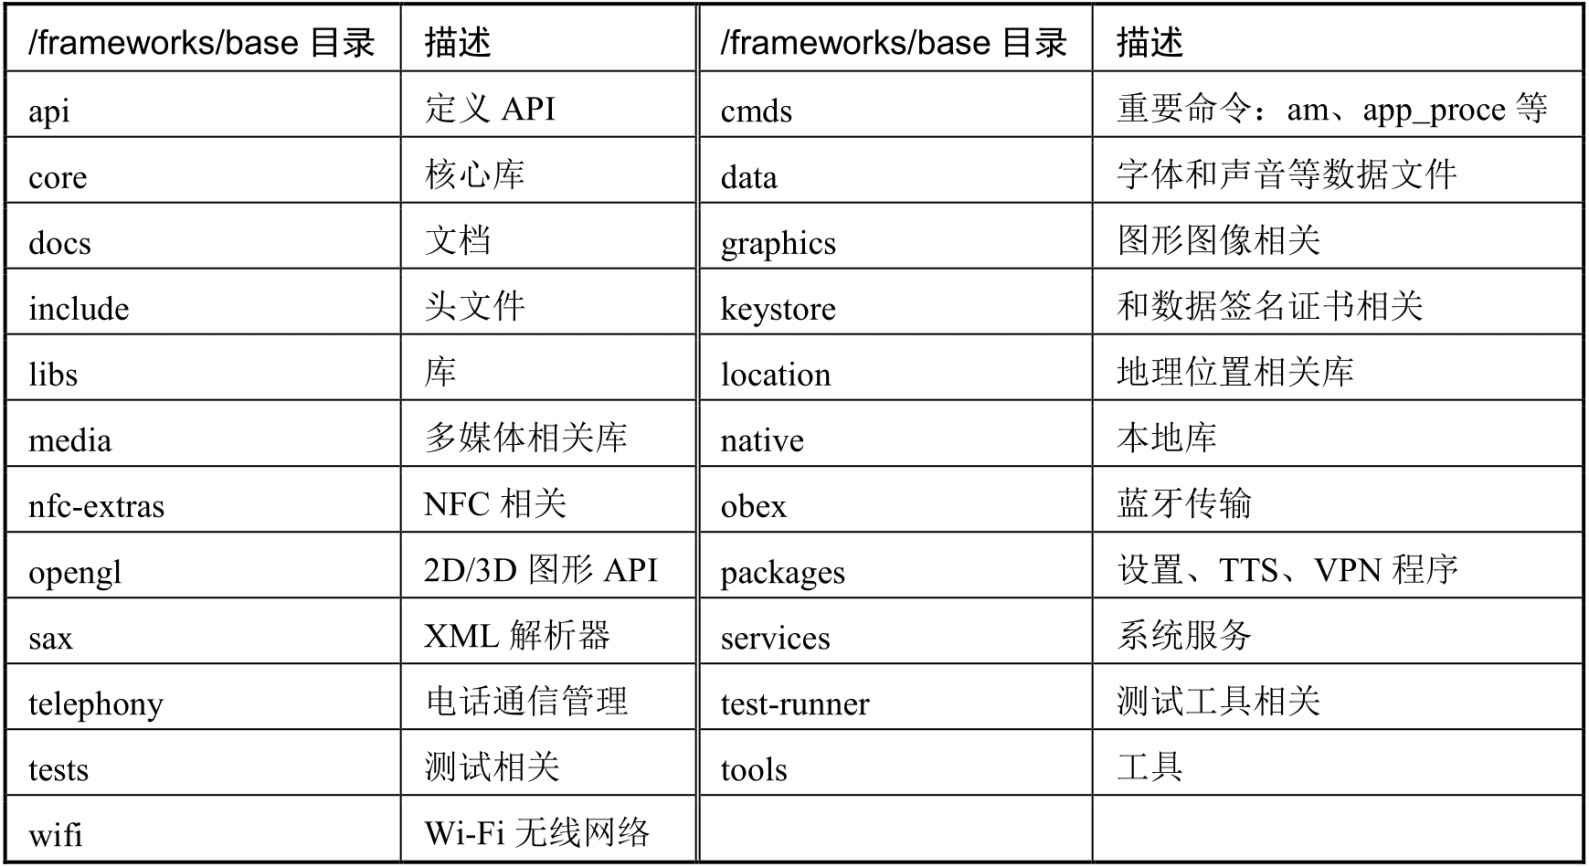 /frameworks/base 目录 描述 /frameworks/base 目录 描述
api 定义 API cmds 重要命令：am、app_proce 等
core 核心库 data 字体和声音等数据文件
docs 文档 graphics 图形图像相关
include 头文件 keystore 和数据签名证书相关
libs 库 location 地理位置相关库
media 多媒体相关库 native 本地库
nfc-extras NFC 相关 obex 蓝牙传输
opengl 2D/3D 图形 API packages 设置、TTS、VPN 程序
sax XML 解析器 services 系统服务
telephony 电话通信管理 test-runner 测试工具相关
tests 测试相关 tools 工具
wifi Wi-Fi 无线网络